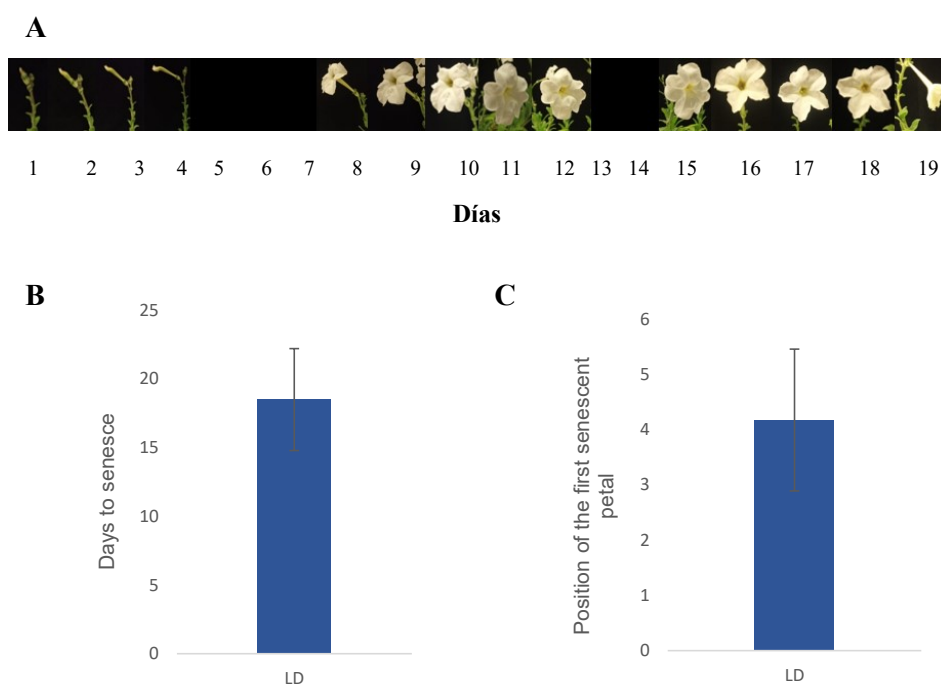 A
1 2 3 4 5 6 7 8 9 10 11 12 13 14 15 16 17 18 19
Días
B
25
20
15
10
5
0
Days to senesce
LD
C
6
5
4
3
2
1
0
Position of the first senescent
petal
LD